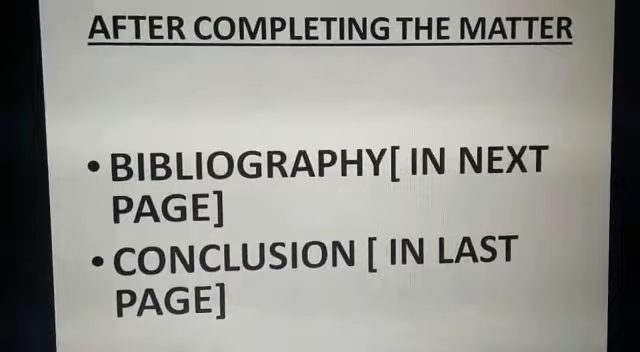 AFTER COMPLETING THE MATTER
• BIBLIOGRAPHY[ IN NEXT
PAGE]
• CONCLUSION [ IN LAST
PAGE]